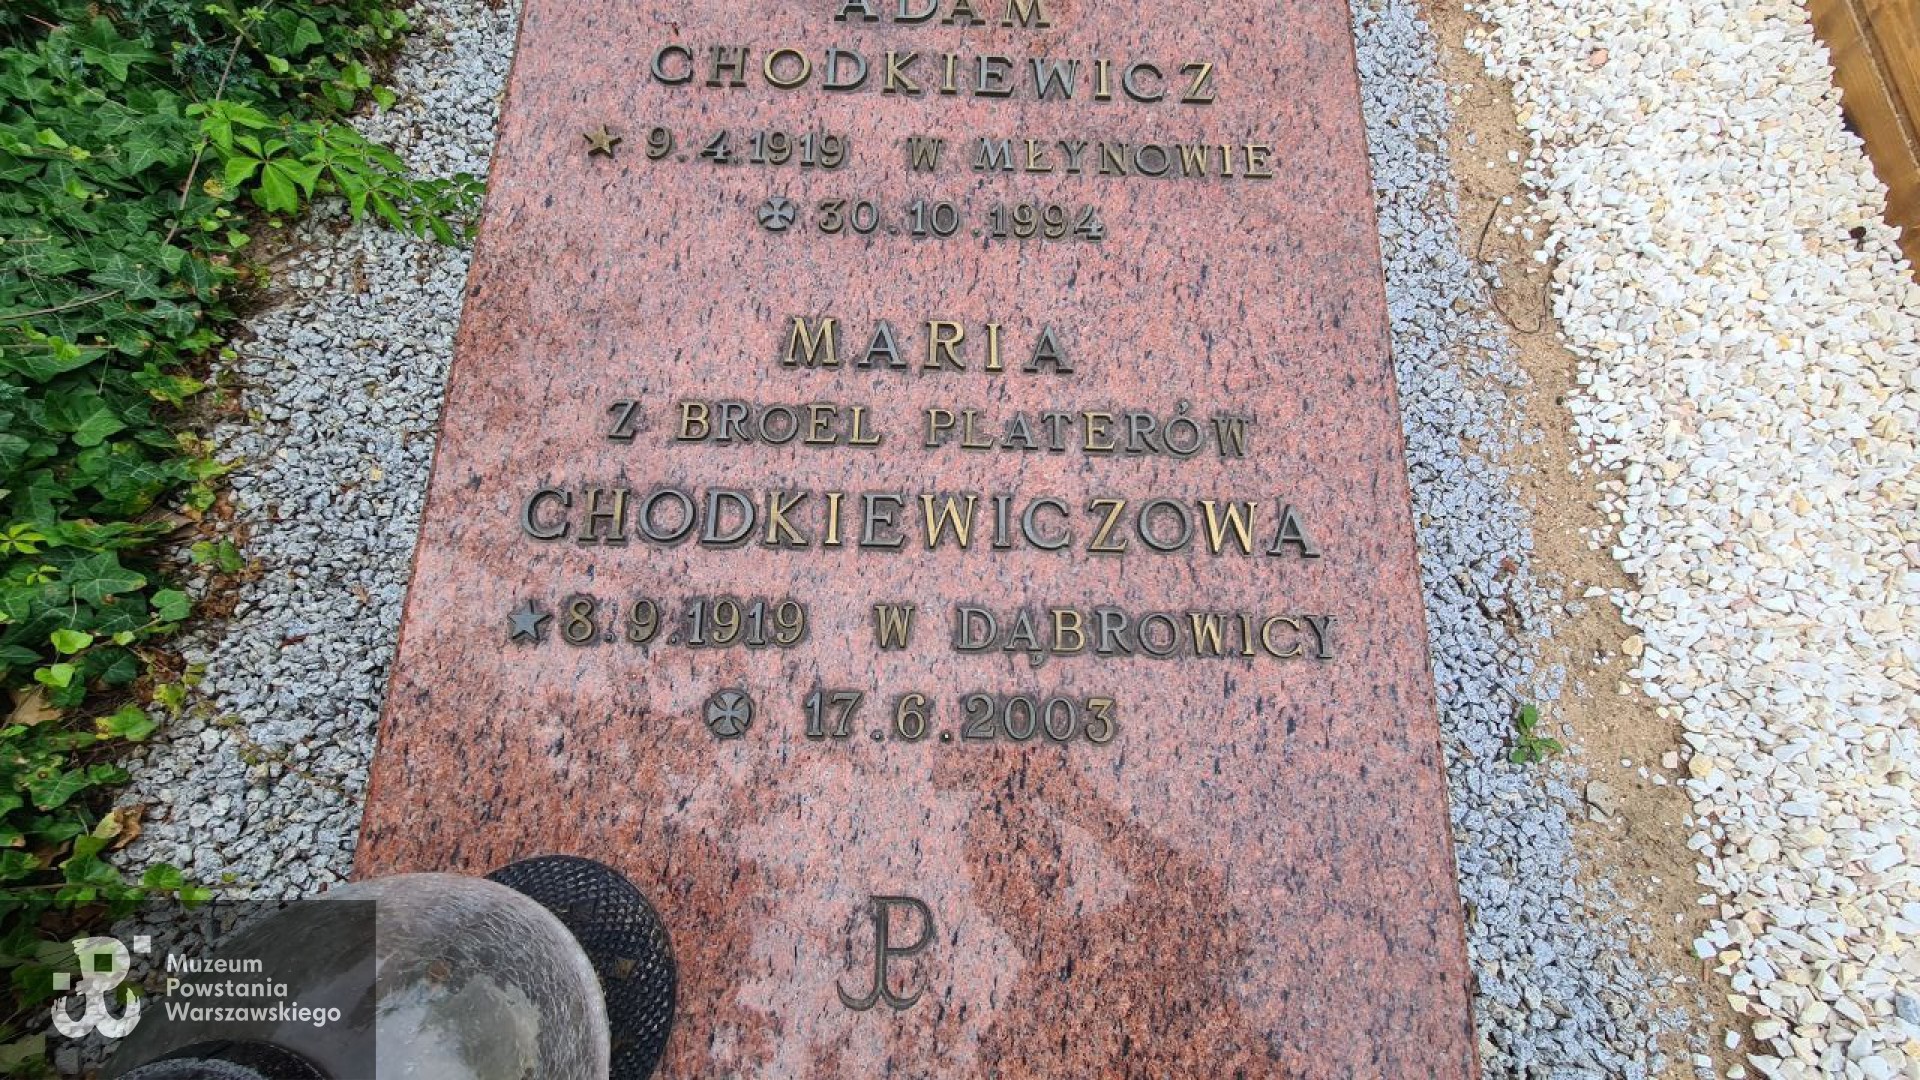 ADAM
CHODKIEWICZ
9.4.1919 W MŁYNOWIE
30.10.1994
MARIA
Z BROEL PLATERÓW
CHODKIEWICZOWA
8.9.1919 W DĄBROWICY
17.6.2003
Muzeum
Powstania
Warszawskiego